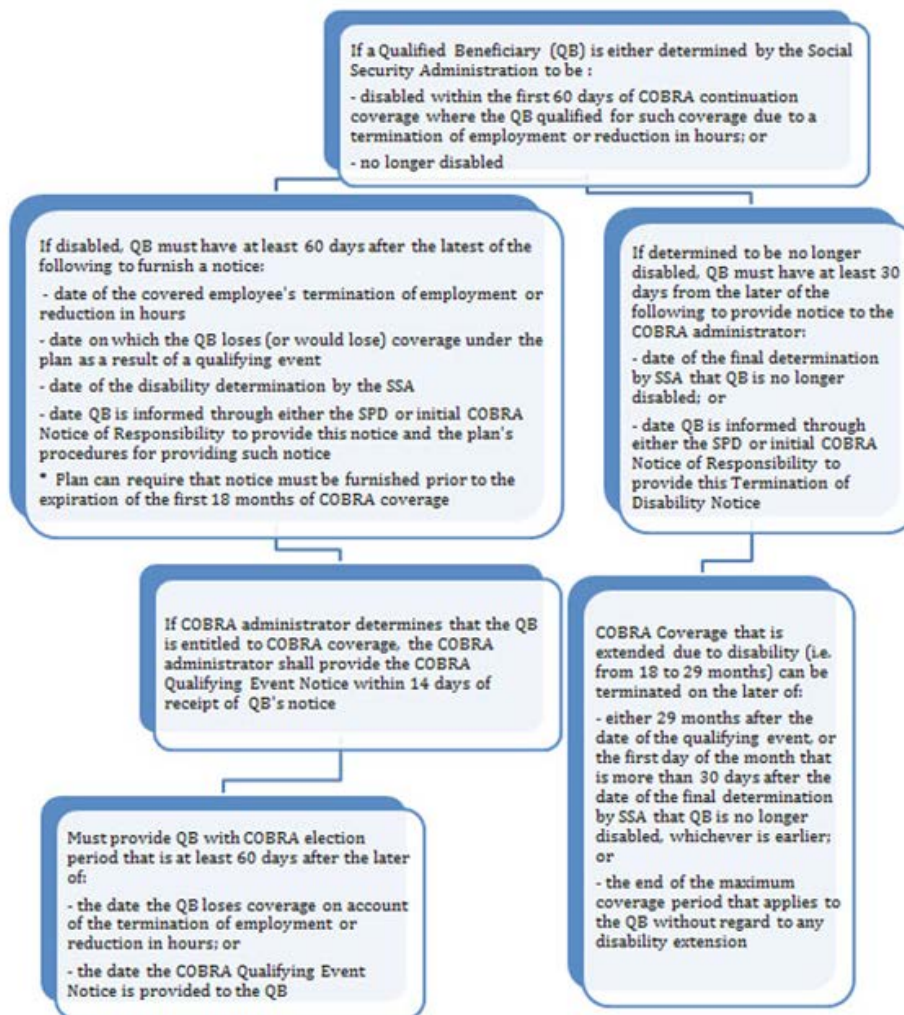 If a Qualified Beneficiary (QB) is either determined by the Social
Security Administration to be :
- disabled within the first 60 days of COBRA continuation
coverage where the QB qualified for such coverage due to a
termination of employment or reduction in hours; or
- no longer disabled
If disabled, QB must have at least 60 days after the latest of the
following to furnish a notice:
- date of the covered employee's termination of employment or
reduction in hours
- date on which the QB loses (or would lose) coverage under the
plan as a result of a qualifying event
- date of the disability determination by the SSA
- date QB is informed through either the SPD or initial COBRA
Notice of Responsibility to provide this notice and the plan's
procedures for providing such notice
* Plan can require that notice must be furnished prior to the
expiration of the first 18 months of COBRA coverage
If determined to be no longer
disabled, QB must have at least 30
days from the later of the
following to provide notice to the
COBRA administrator:
- date of the final determination
by SSA that QB is no longer
disabled; or
- date QB is informed through
either the SPD or initial COBRA
Notice of Responsibility to
provide this Termination of
Disability Notice
If COBRA administrator determines that the QB
is entitled to COBRA coverage, the COBRA
administrator shall provide the COBRA
Qualifying Event Notice within 14 days of
receipt of QB's notice
COBRA Coverage that is
extended due to disability (i.e.
from 18 to 29 months) can be
terminated on the later of:
- either 29 months after the
date of the qualifying event, or
the first day of the month that
is more than 30 days after the
date of the final determination
by SSA that QB is no longer
disabled, whichever is earlier;
or
- the end of the maximum
coverage period that applies to
the QB without regard to any
disability extension
Must provide QB with COBRA election
period that is at least 60 days after the later
of:
- the date the QB loses coverage on account
of the termination of employment or
reduction in hours; or
- the date the COBRA Qualifying Event
Notice is provided to the QB